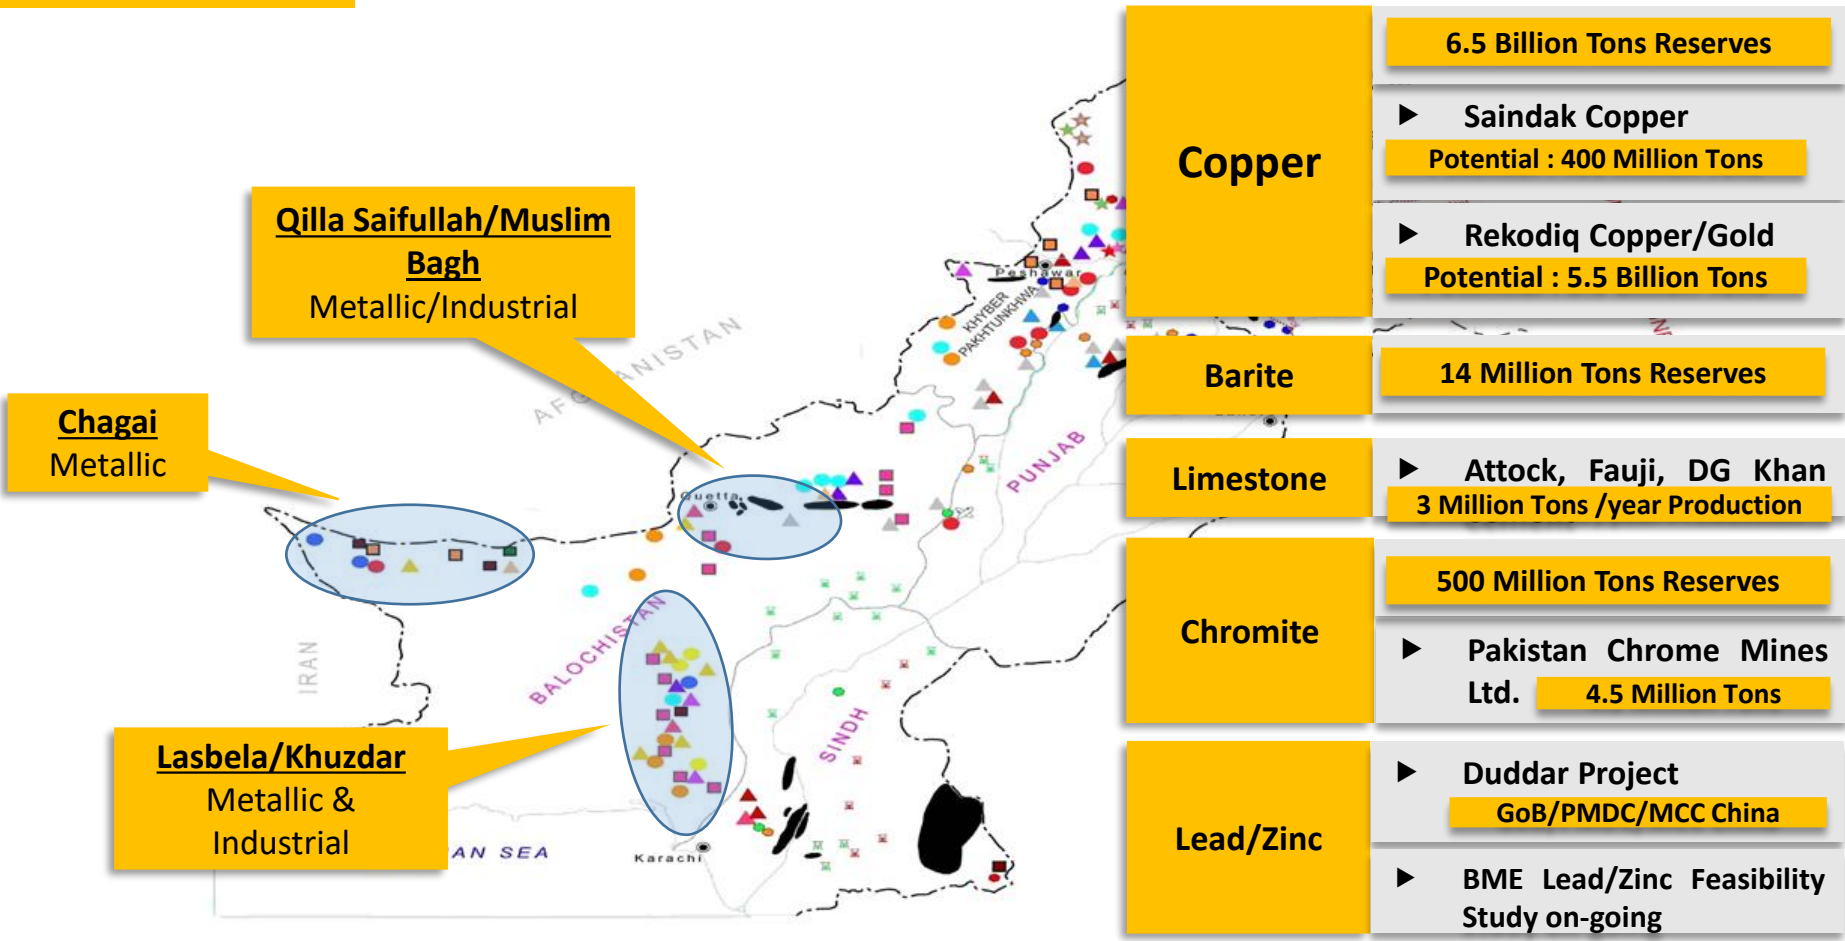 Qilla Saifullah/Muslim
Bagh
Metallic/Industrial
Chagai
Metallic
Lasbela/Khuzdar
Metallic &
Industrial
AFGHANISTAN
IRAN
Peshawar
KHYBER
PAKHTUNKHWA
PUNJAB
Quetta
BALOCHISTAN
SINDH
Karachi
SEA
Copper
6.5 Billion Tons Reserves
Saindak Copper
Potential : 400 Million Tons
Rekodiq Copper/Gold
Potential : 5.5 Billion Tons
Barite
14 Million Tons Reserves
Limestone
Attock, Fauji, DG Khan
3 Million Tons /year Production
Chromite
500 Million Tons Reserves
Pakistan Chrome Mines
Ltd. 4.5 Million Tons
Lead/Zinc
Duddar Project
GoB/PMDC/MCC China
BME Lead/Zinc Feasibility
Study on-going